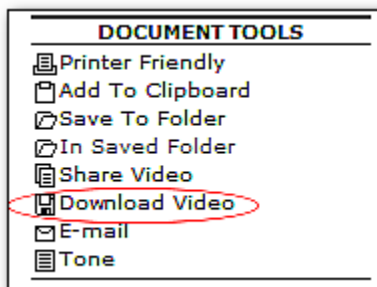 DOCUMENT TOOLS
Printer Friendly
Add To Clipboard
Save To Folder
In Saved Folder
Share Video
Download Video
E-mail
Tone